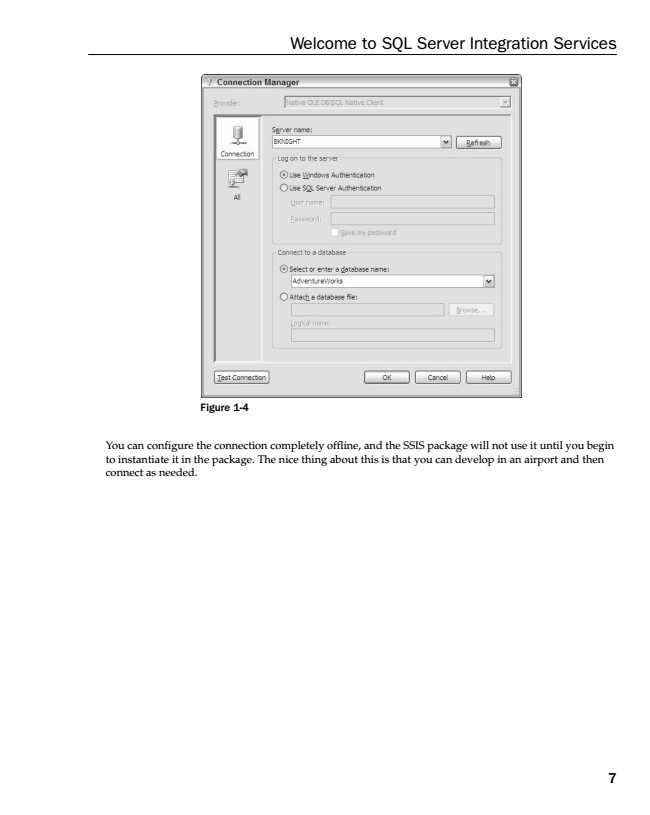 Welcome to SQL Server Integration Services
Connection Manager
Provider:
Native OLE DB\SQL Native Client
Connection
All
Server name:
BKNIGHT
Refresh
Log on to the server
Use Windows Authentication
Use SQL Server Authentication
User name:
Password:
Save my password
Connect to a database
Select or enter a database name:
AdventureWorks
Attach a database file:
Browse...
Logical name:
Test Connection
OK
Cancel
Help
Figure 1-4
You can configure the connection completely offline, and the SSIS package will not use it until you begin
to instantiate it in the package. The nice thing about this is that you can develop in an airport and then
connect as needed.
7